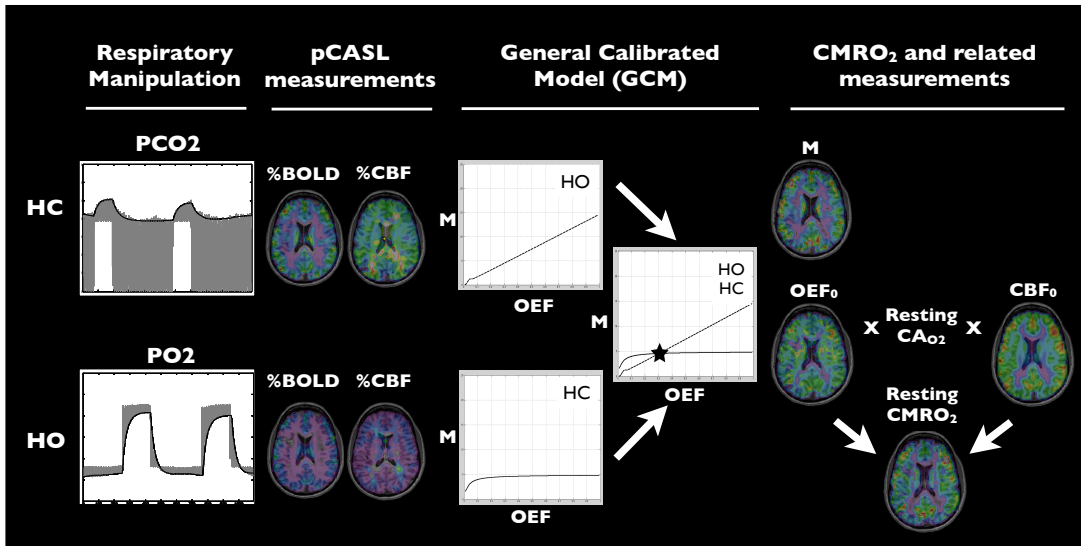 Respiratory
Manipulation
pCASL
measurements
General Calibrated
Model (GCM)
CMRO₂ and related
measurements
PCO2
HC
%BOLD %CBF
M
HO
OEF
PO2
HO
%BOLD %CBF
M
HC
OEF
M
HO
HC
OEF
M
OEF₀
x
Resting
CAO₂
x
CBF₀
Resting
CMRO₂